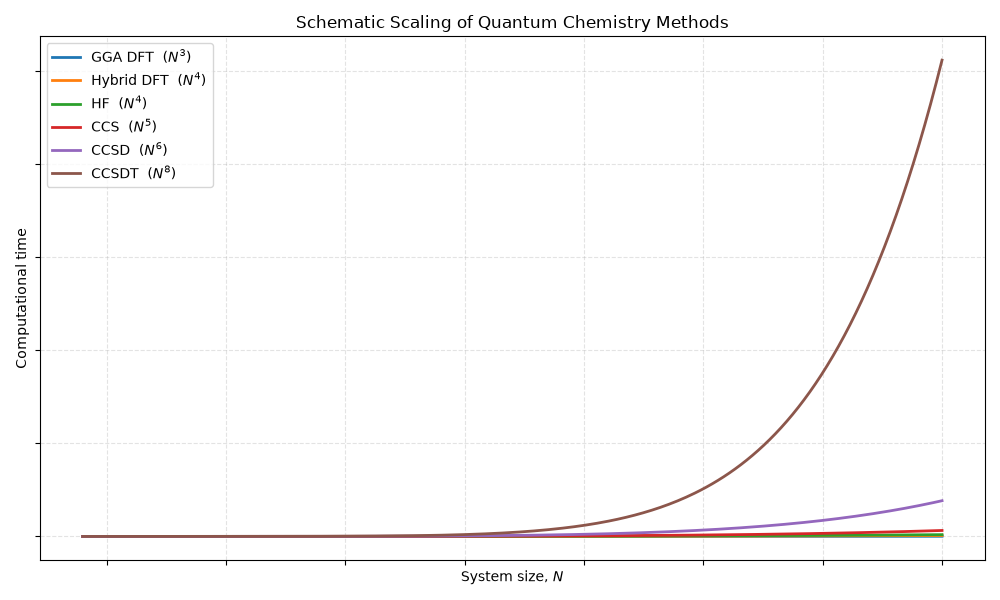 Schematic Scaling of Quantum Chemistry Methods
GGA DFT (N³)
Hybrid DFT (N⁴)
HF (N⁴)
CCS (N⁵)
CCSD (N⁶)
CCSDT (N⁸)
Computational time
System size, N